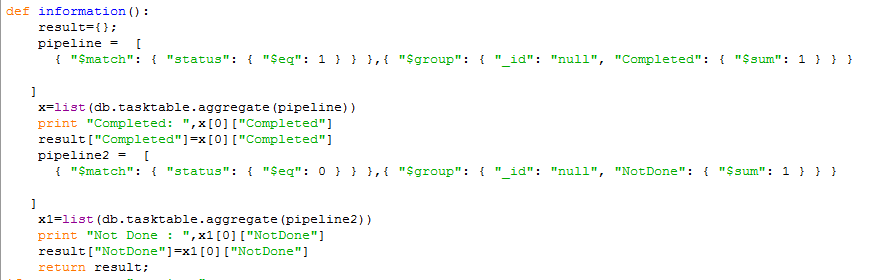 def information():
    result={};
    pipeline =  [
      { "$match": { "status": { "$eq": 1 } } },{ "$group": { "_id": "null", "Completed": { "$sum": 1 } } }
   ]
    x=list(db.tasktable.aggregate(pipeline))
    print "Completed: ",x[0]["Completed"]
    result["Completed"]=x[0]["Completed"]
    pipeline2 =  [
      { "$match": { "status": { "$eq": 0 } } },{ "$group": { "_id": "null", "NotDone": { "$sum": 1 } } }
   ]
    x1=list(db.tasktable.aggregate(pipeline2))
    print "Not Done : ",x1[0]["NotDone"]
    result["NotDone"]=x1[0]["NotDone"]
    return result;